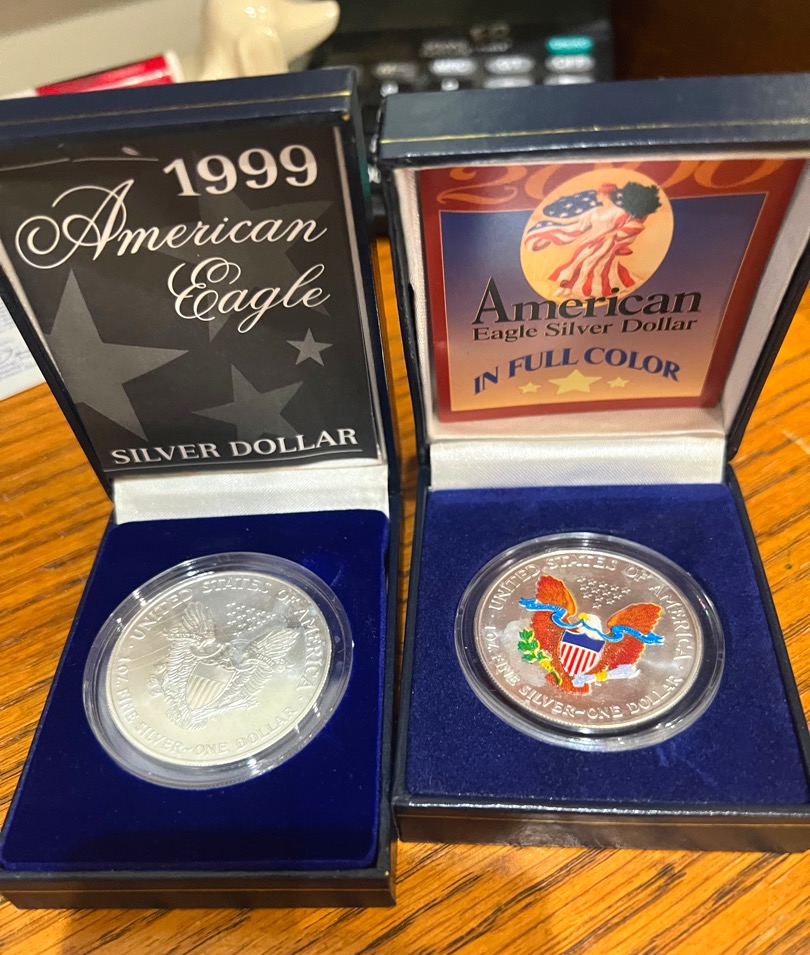 1999
American
Eagle
SILVER DOLLAR
UNITED STATES OF AMERICA
1 OZ. FINE SILVER~ONE DOLLAR
2000
American
Eagle Silver Dollar
IN FULL COLOR
UNITED STATES OF AMERICA
1 OZ. FINE SILVER~ONE DOLLAR